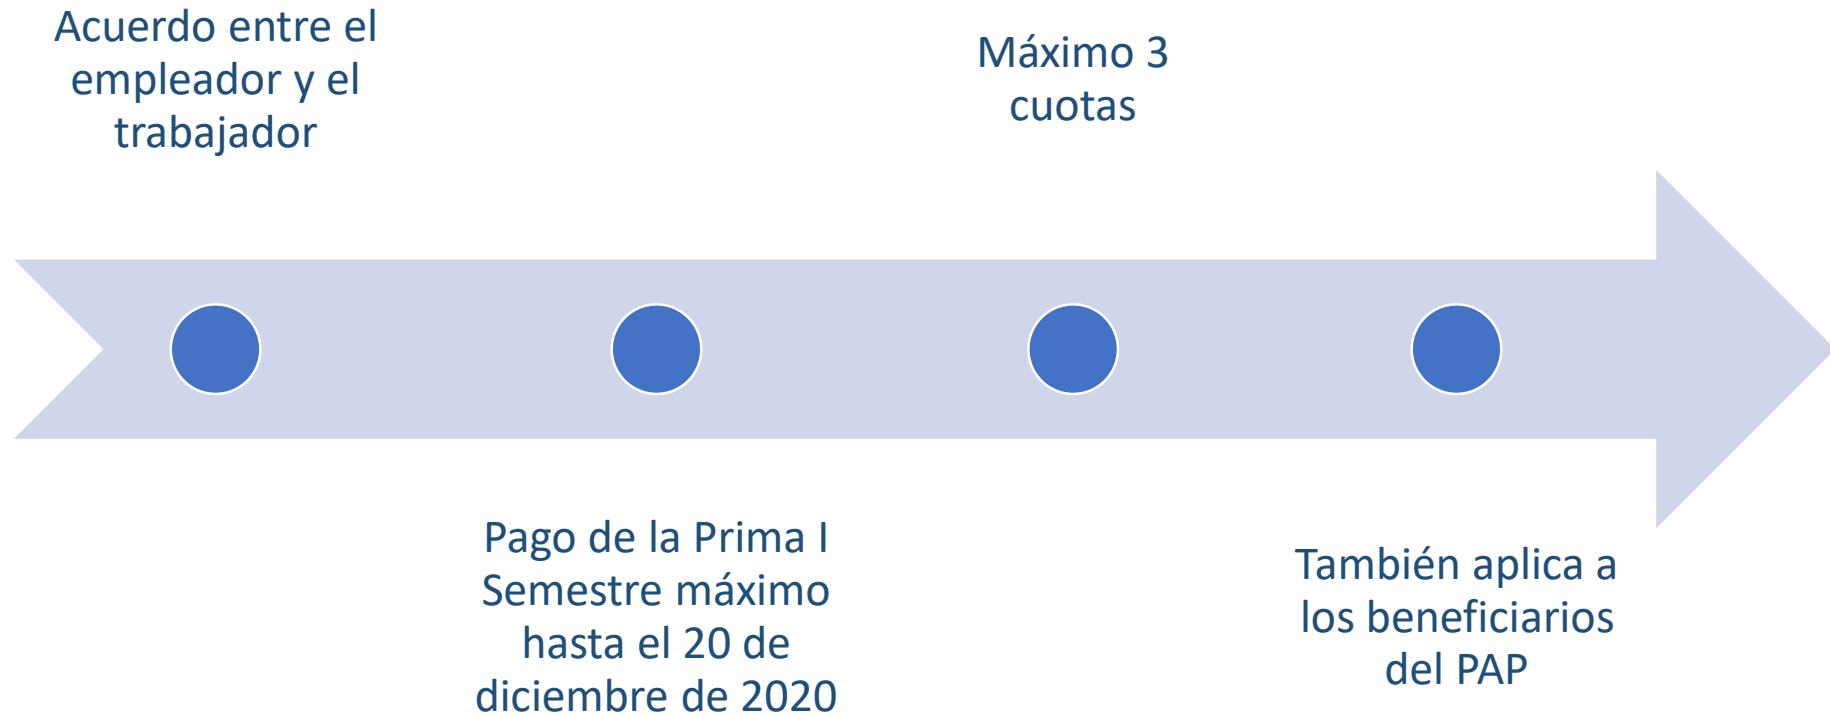 Acuerdo entre el
empleador y el
trabajador
Pago de la Prima I
Semestre máximo
hasta el 20 de
diciembre de 2020
Máximo 3
cuotas
También aplica a
los beneficiarios
del PAP